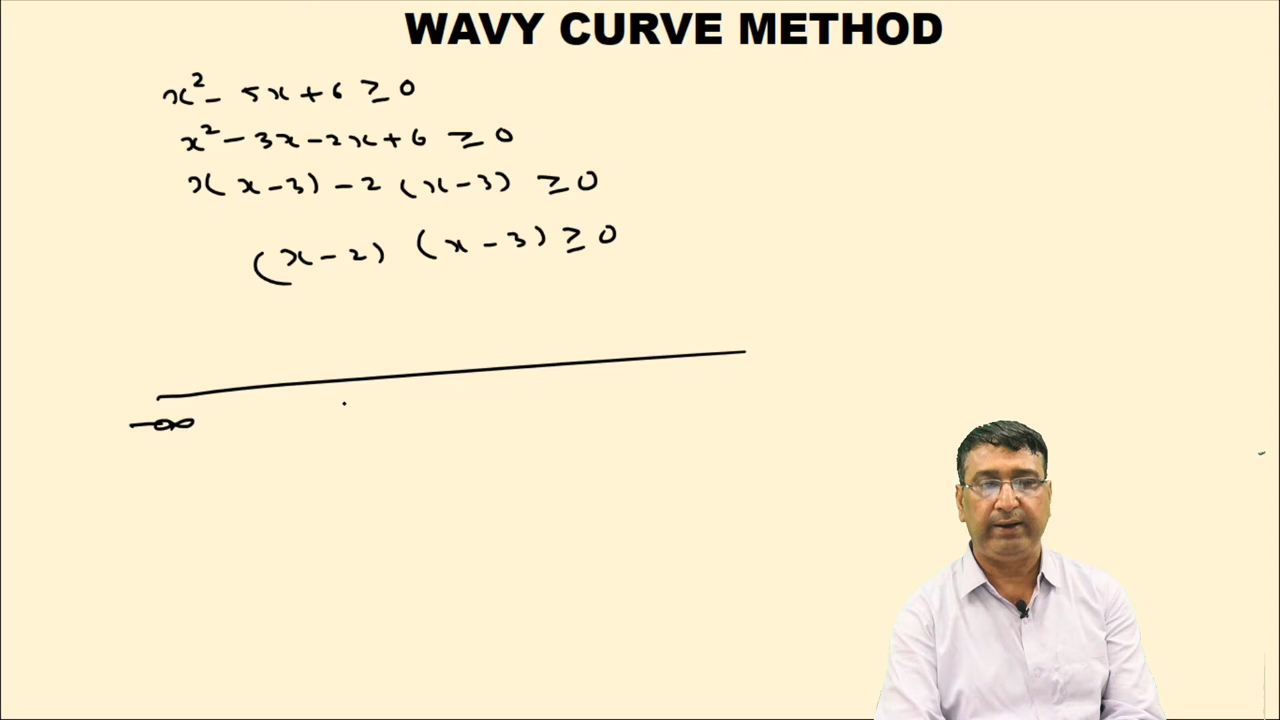 WAVY CURVE METHOD
x² - 5x + 6 ≥ 0
x² - 3x - 2x + 6 ≥ 0
x(x - 3) - 2(x - 3) ≥ 0
(x - 2) (x - 3) ≥ 0
-∞